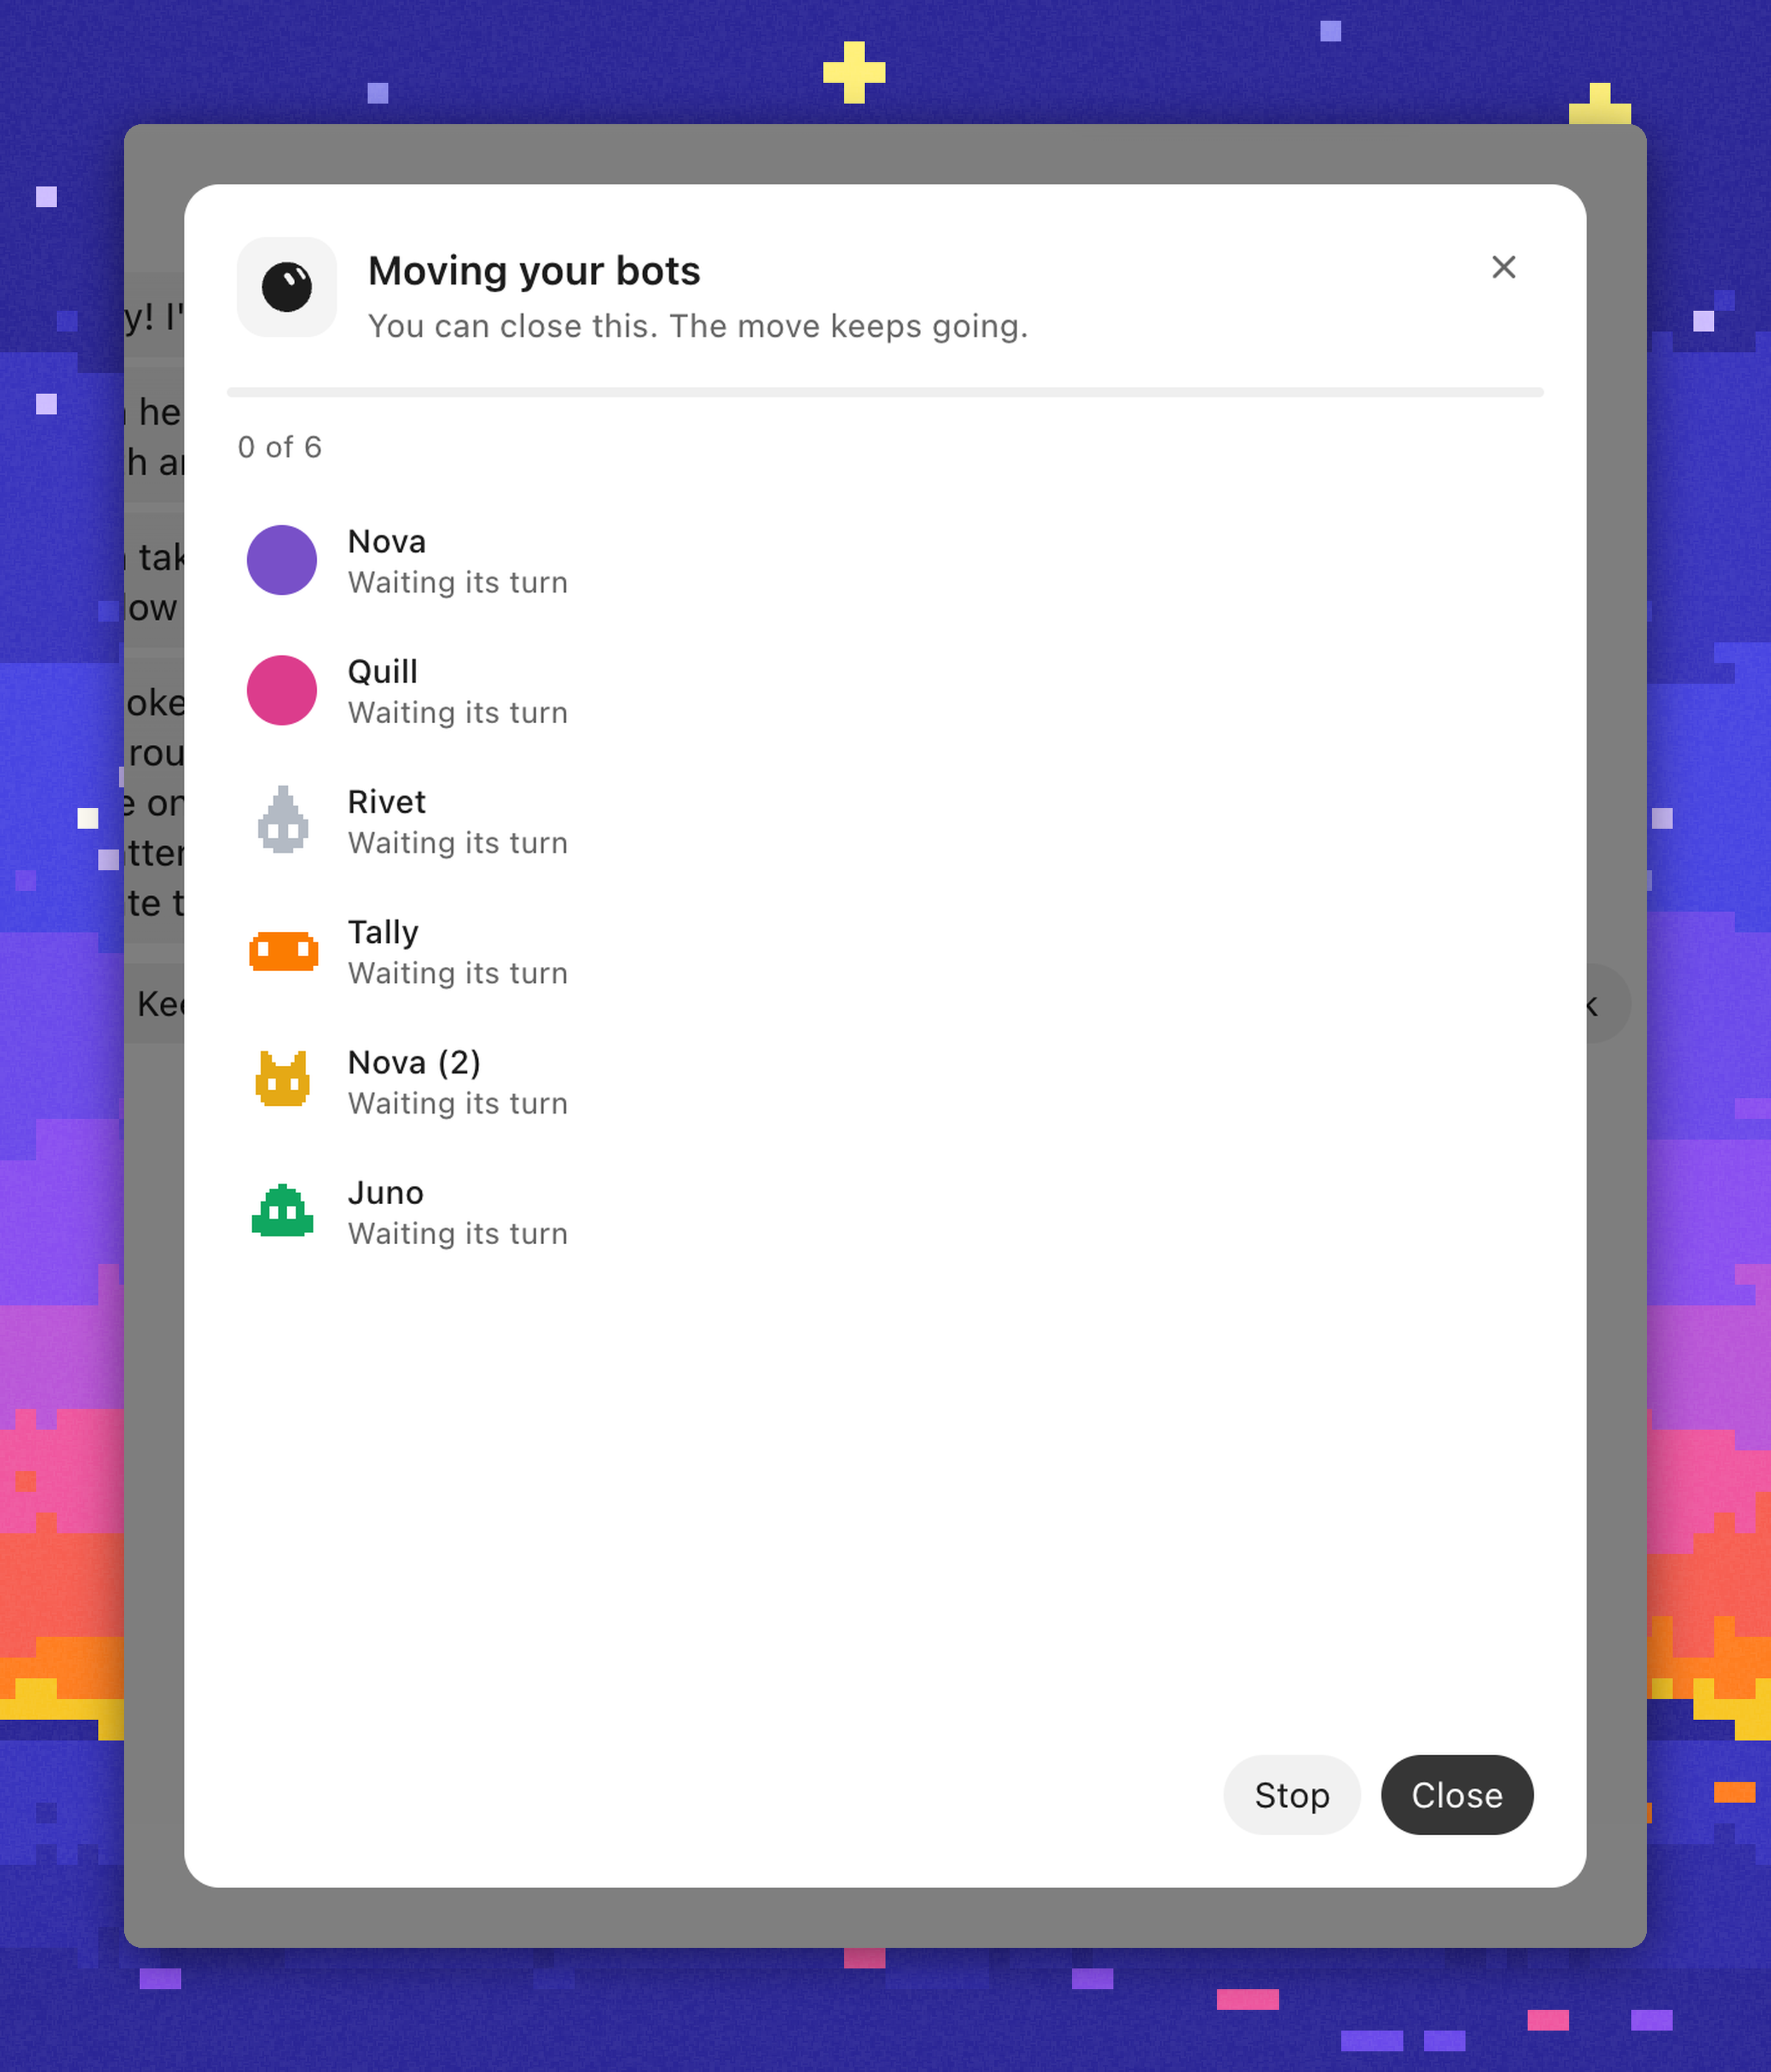 Moving your bots
You can close this. The move keeps going.
0 of 6
Nova
Waiting its turn
Quill
Waiting its turn
Rivet
Waiting its turn
Tally
Waiting its turn
Nova (2)
Waiting its turn
Juno
Waiting its turn
Stop
Close